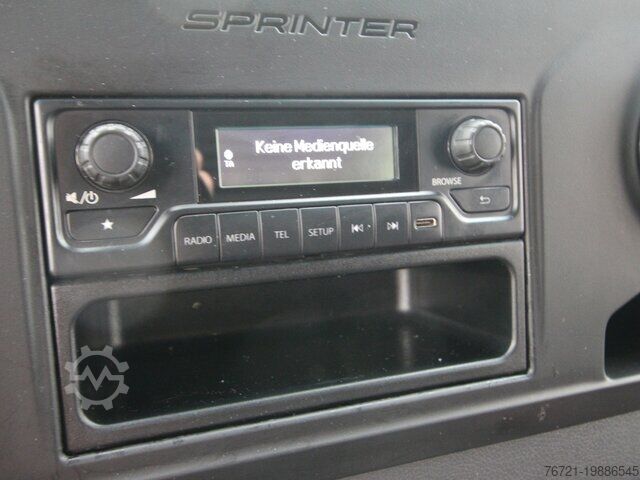 SPRINTER
Keine Medienquelle
erkannt
BROWSE
RADIO MEDIA TEL SETUP
76721-19886545